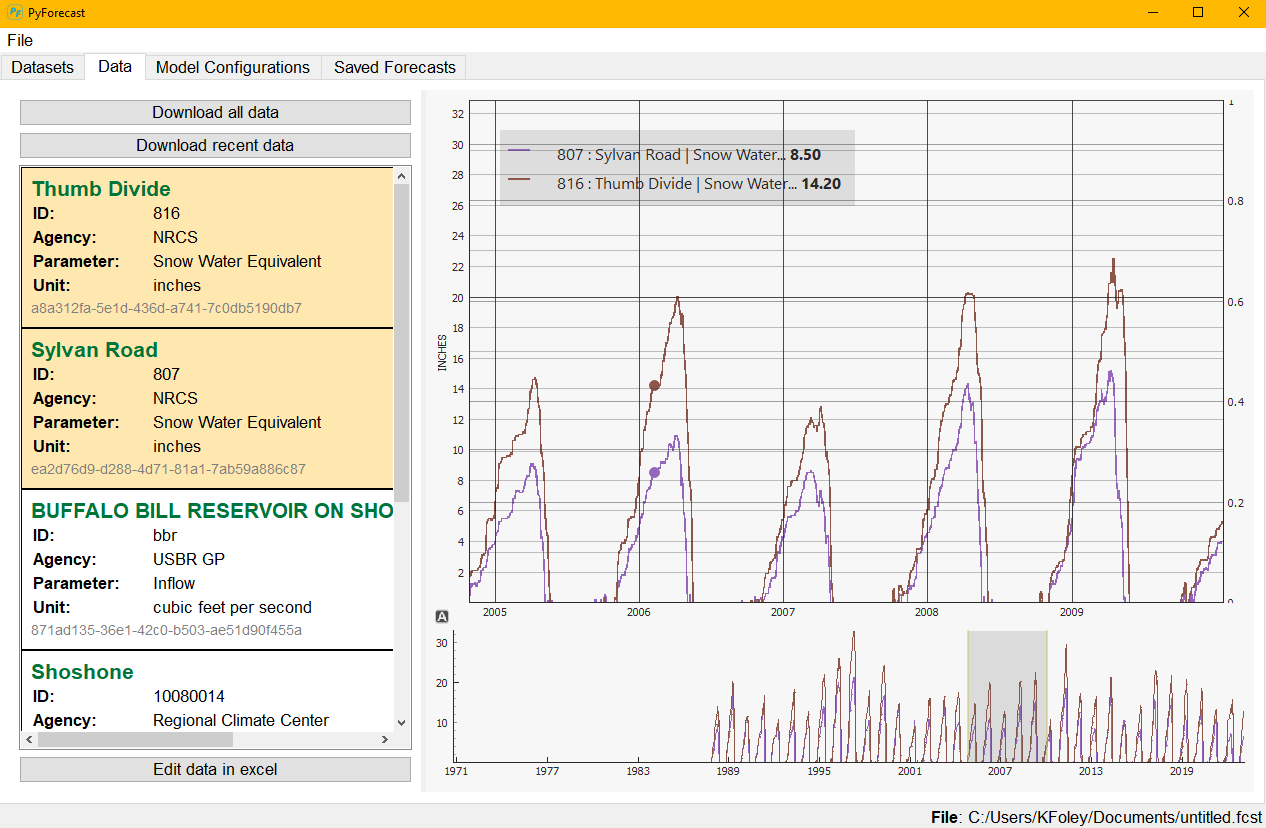 PF PyForecast
File
Datasets Data Model Configurations Saved Forecasts
Download all data
Download recent data
Thumb Divide
ID: 816
Agency: NRCS
Parameter: Snow Water Equivalent
Unit: inches
a8a312fa-5e1d-436d-a741-7c0db5190db7
Sylvan Road
ID: 807
Agency: NRCS
Parameter: Snow Water Equivalent
Unit: inches
ea2d76d9-d288-4d71-81a1-7ab59a886c87
BUFFALO BILL RESERVOIR ON SHO
ID: bbr
Agency: USBR GP
Parameter: Inflow
Unit: cubic feet per second
871ad135-36e1-42c0-b503-ae51d90f455a
Shoshone
ID: 10080014
Agency: Regional Climate Center
Edit data in excel
807 : Sylvan Road | Snow Water... 8.50
816 : Thumb Divide | Snow Water... 14.20
INCHES
32
30
28
26
24
22
20
18
16
14
12
10
8
6
4
2
1
0.8
0.6
0.4
0.2
0
2005 2006 2007 2008 2009
A
30
20
10
1971 1977 1983 1989 1995 2001 2007 2013 2019
File: C:/Users/KFoley/Documents/untitled.fcst